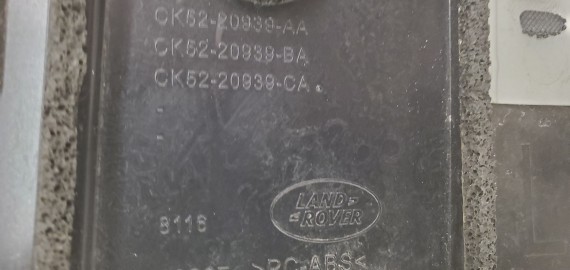 CK52-20939-AA
CK52-20939-BA
CK52-20939-CA
-
-
LAND-
-ROVER
8116
>PC-ABS<